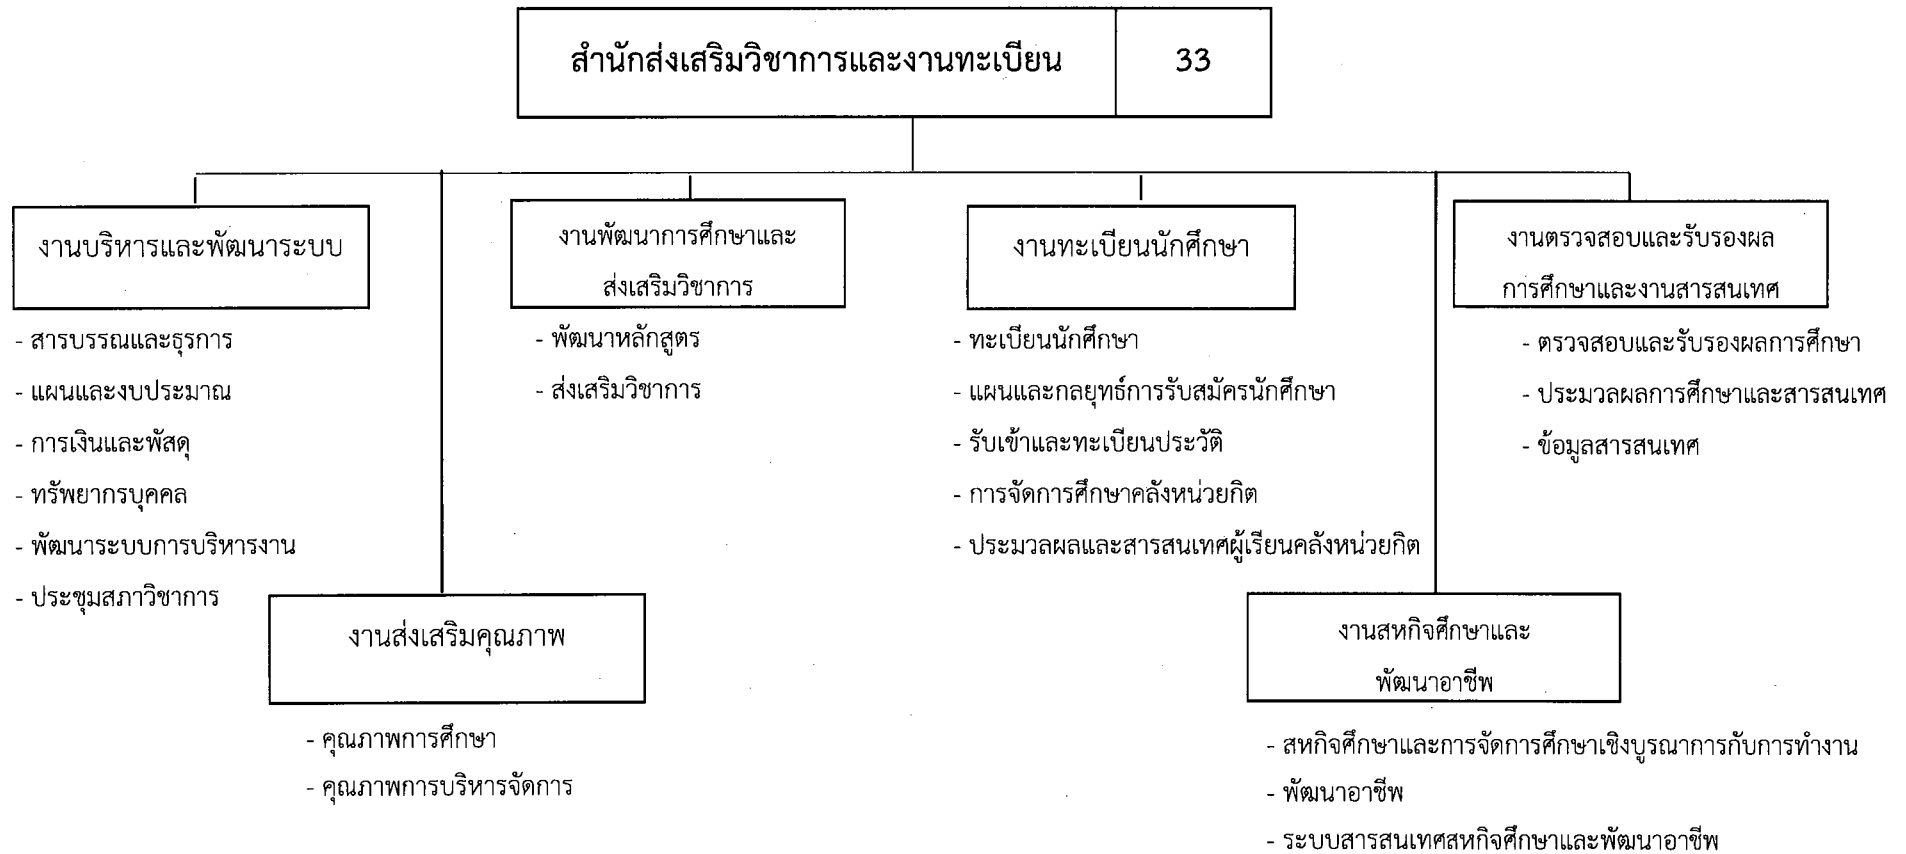 สำนักส่งเสริมวิชาการและงานทะเบียน 33
งานบริหารและพัฒนาระบบ
- สารบรรณและธุรการ
- แผนและงบประมาณ
- การเงินและพัสดุ
- ทรัพยากรบุคคล
- พัฒนาระบบการบริหารงาน
- ประชุมสภาวิชาการ
งานส่งเสริมคุณภาพ
- คุณภาพการศึกษา
- คุณภาพการบริหารจัดการ
งานพัฒนาการศึกษาและ
ส่งเสริมวิชาการ
- พัฒนาหลักสูตร
- ส่งเสริมวิชาการ
งานทะเบียนนักศึกษา
- ทะเบียนนักศึกษา
- แผนและกลยุทธ์การรับสมัครนักศึกษา
- รับเข้าและทะเบียนประวัติ
- การจัดการศึกษาคลังหน่วยกิต
- ประมวลผลและสารสนเทศผู้เรียนคลังหน่วยกิต
งานสหกิจศึกษาและ
พัฒนาอาชีพ
- สหกิจศึกษาและการจัดการศึกษาเชิงบูรณาการกับการทำงาน
- พัฒนาอาชีพ
- ระบบสารสนเทศสหกิจศึกษาและพัฒนาอาชีพ
งานตรวจสอบและรับรองผล
การศึกษาและงานสารสนเทศ
- ตรวจสอบและรับรองผลการศึกษา
- ประมวลผลการศึกษาและสารสนเทศ
- ข้อมูลสารสนเทศ